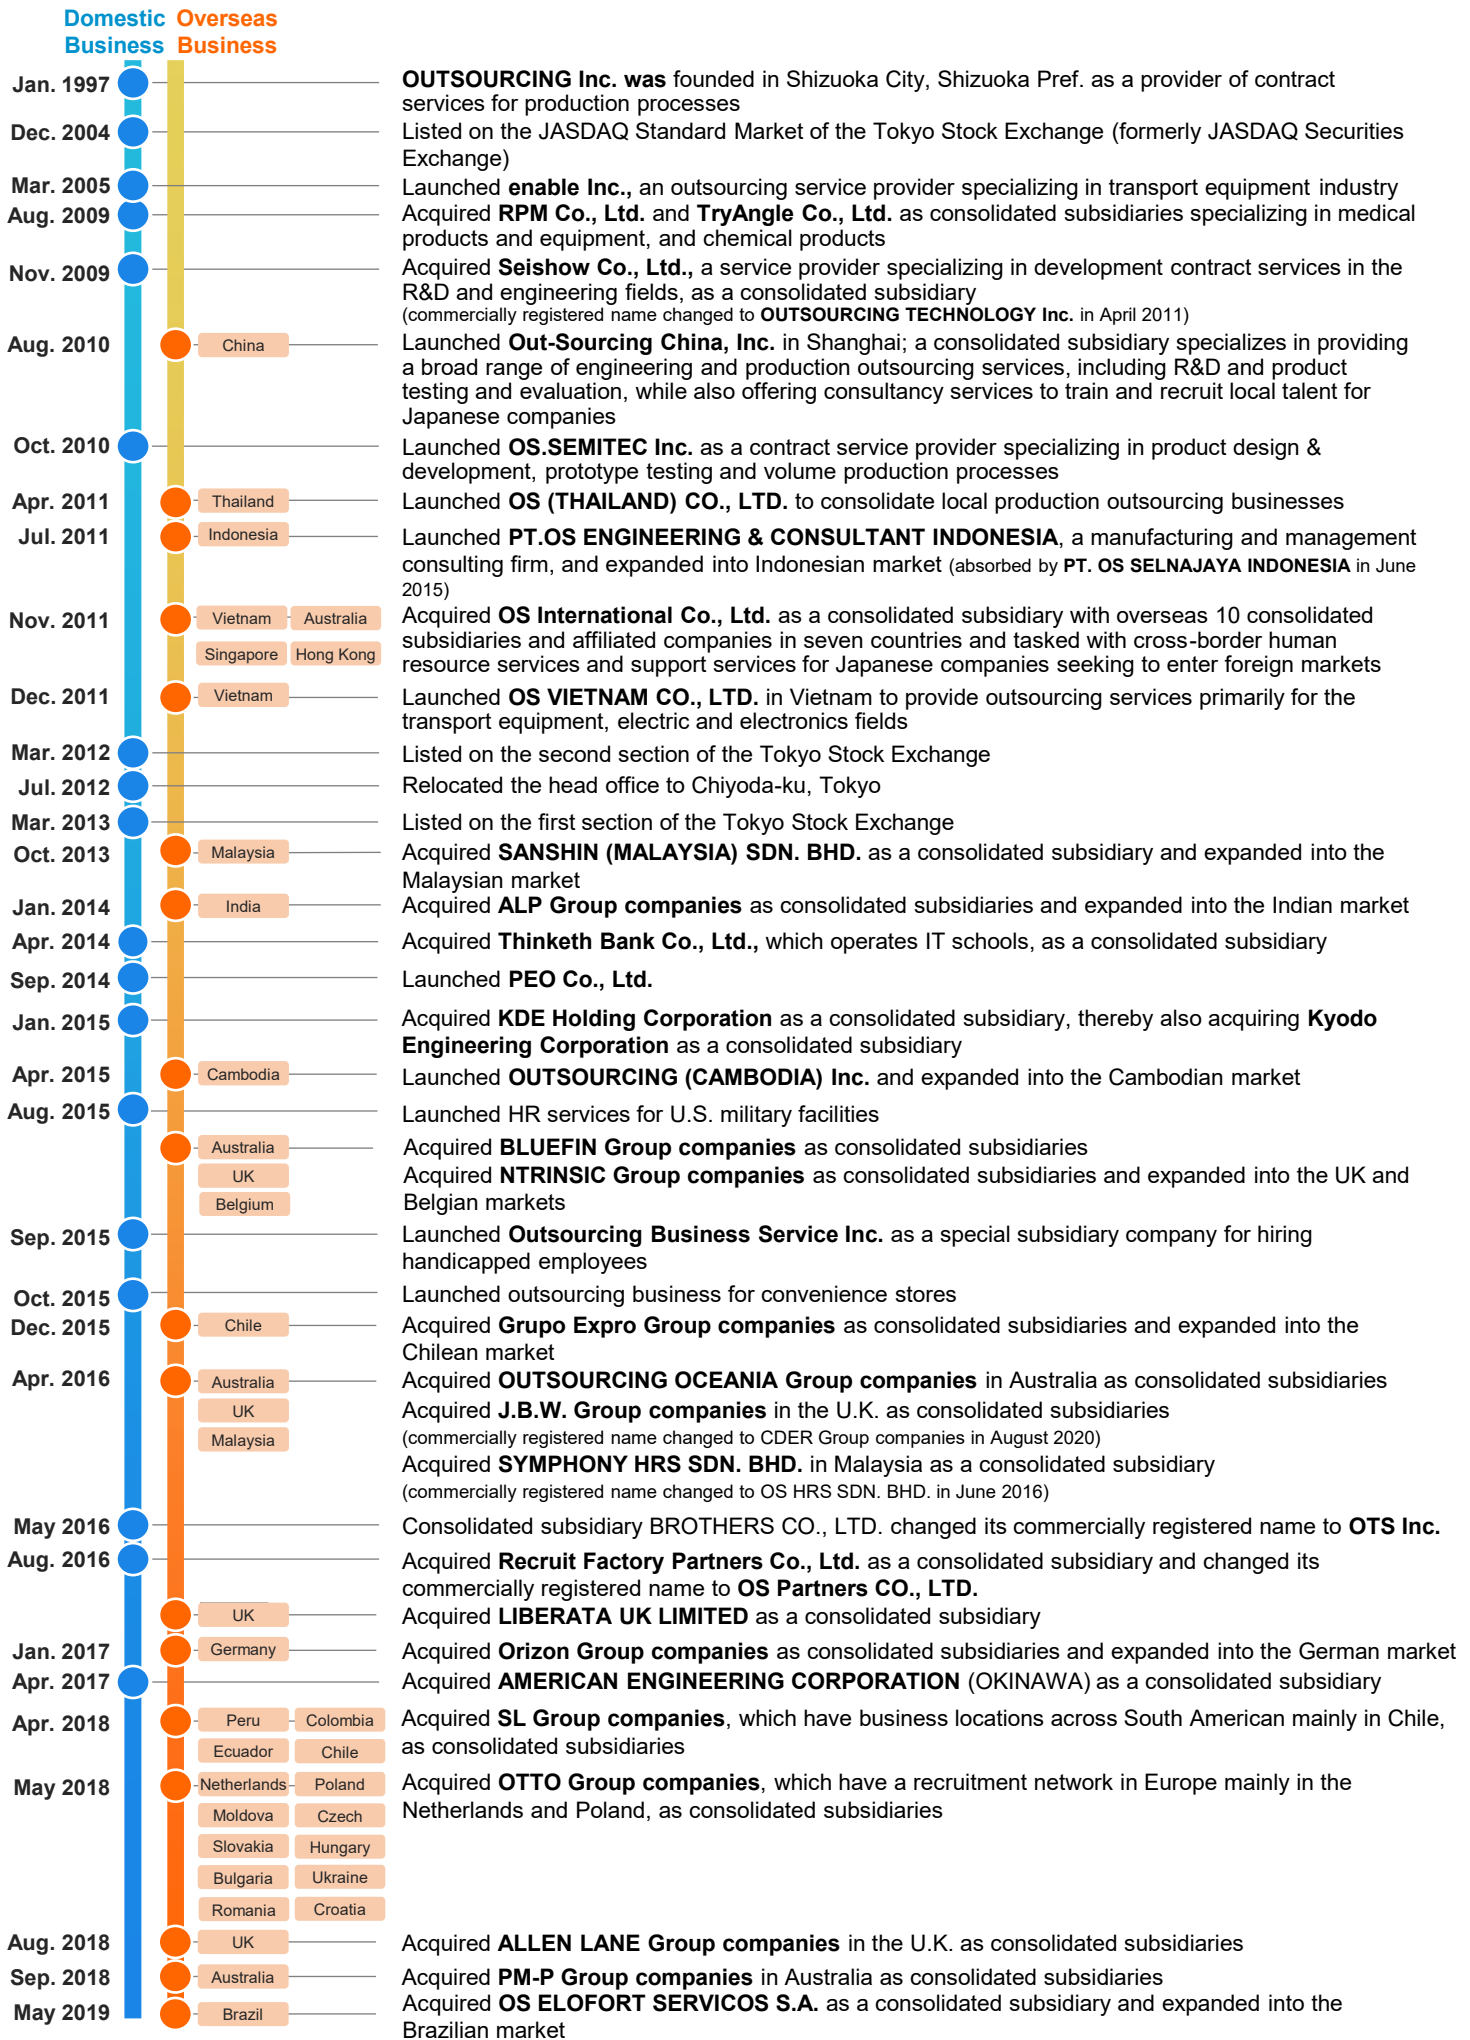 Domestic Overseas
Business Business
Jan. 1997
OUTSOURCING Inc. was founded in Shizuoka City, Shizuoka Pref. as a provider of contract
services for production processes
Dec. 2004
Listed on the JASDAQ Standard Market of the Tokyo Stock Exchange (formerly JASDAQ Securities
Exchange)
Mar. 2005
Launched enable Inc., an outsourcing service provider specializing in transport equipment industry
Aug. 2009
Acquired RPM Co., Ltd. and TryAngle Co., Ltd. as consolidated subsidiaries specializing in medical
products and equipment, and chemical products
Nov. 2009
Acquired Seishow Co., Ltd., a service provider specializing in development contract services in the
R&D and engineering fields, as a consolidated subsidiary
(commercially registered name changed to OUTSOURCING TECHNOLOGY Inc. in April 2011)
Aug. 2010
China
Launched Out-Sourcing China, Inc. in Shanghai; a consolidated subsidiary specializes in providing
a broad range of engineering and production outsourcing services, including R&D and product
testing and evaluation, while also offering consultancy services to train and recruit local talent for
Japanese companies
Oct. 2010
Launched OS.SEMITEC Inc. as a contract service provider specializing in product design &
development, prototype testing and volume production processes
Apr. 2011
Thailand
Launched OS (THAILAND) CO., LTD. to consolidate local production outsourcing businesses
Jul. 2011
Indonesia
Launched PT.OS ENGINEERING & CONSULTANT INDONESIA, a manufacturing and management
consulting firm, and expanded into Indonesian market (absorbed by PT. OS SELNAJAYA INDONESIA in June
2015)
Nov. 2011
Vietnam Australia
Singapore Hong Kong
Acquired OS International Co., Ltd. as a consolidated subsidiary with overseas 10 consolidated
subsidiaries and affiliated companies in seven countries and tasked with cross-border human
resource services and support services for Japanese companies seeking to enter foreign markets
Dec. 2011
Vietnam
Launched OS VIETNAM CO., LTD. in Vietnam to provide outsourcing services primarily for the
transport equipment, electric and electronics fields
Mar. 2012
Listed on the second section of the Tokyo Stock Exchange
Jul. 2012
Relocated the head office to Chiyoda-ku, Tokyo
Mar. 2013
Listed on the first section of the Tokyo Stock Exchange
Oct. 2013
Malaysia
Acquired SANSHIN (MALAYSIA) SDN. BHD. as a consolidated subsidiary and expanded into the
Malaysian market
Jan. 2014
India
Acquired ALP Group companies as consolidated subsidiaries and expanded into the Indian market
Apr. 2014
Acquired Thinketh Bank Co., Ltd., which operates IT schools, as a consolidated subsidiary
Sep. 2014
Launched PEO Co., Ltd.
Jan. 2015
Acquired KDE Holding Corporation as a consolidated subsidiary, thereby also acquiring Kyodo
Engineering Corporation as a consolidated subsidiary
Apr. 2015
Cambodia
Launched OUTSOURCING (CAMBODIA) Inc. and expanded into the Cambodian market
Aug. 2015
Launched HR services for U.S. military facilities
Australia
Acquired BLUEFIN Group companies as consolidated subsidiaries
UK
Belgium
Acquired NTRINSIC Group companies as consolidated subsidiaries and expanded into the UK and
Belgian markets
Sep. 2015
Launched Outsourcing Business Service Inc. as a special subsidiary company for hiring
handicapped employees
Oct. 2015
Launched outsourcing business for convenience stores
Dec. 2015
Chile
Acquired Grupo Expro Group companies as consolidated subsidiaries and expanded into the
Chilean market
Apr. 2016
Australia
Acquired OUTSOURCING OCEANIA Group companies in Australia as consolidated subsidiaries
UK
Acquired J.B.W. Group companies in the U.K. as consolidated subsidiaries
Malaysia
(commercially registered name changed to CDER Group companies in August 2020)
Acquired SYMPHONY HRS SDN. BHD. in Malaysia as a consolidated subsidiary
(commercially registered name changed to OS HRS SDN. BHD. in June 2016)
May 2016
Consolidated subsidiary BROTHERS CO., LTD. changed its commercially registered name to OTS Inc.
Aug. 2016
Acquired Recruit Factory Partners Co., Ltd. as a consolidated subsidiary and changed its
commercially registered name to OS Partners CO., LTD.
UK
Acquired LIBERATA UK LIMITED as a consolidated subsidiary
Jan. 2017
Germany
Acquired Orizon Group companies as consolidated subsidiaries and expanded into the German market
Apr. 2017
Acquired AMERICAN ENGINEERING CORPORATION (OKINAWA) as a consolidated subsidiary
Apr. 2018
Peru Colombia
Ecuador Chile
Acquired SL Group companies, which have business locations across South American mainly in Chile,
as consolidated subsidiaries
May 2018
Netherlands Poland
Moldova Czech
Slovakia Hungary
Bulgaria Ukraine
Romania Croatia
Acquired OTTO Group companies, which have a recruitment network in Europe mainly in the
Netherlands and Poland, as consolidated subsidiaries
Aug. 2018
UK
Acquired ALLEN LANE Group companies in the U.K. as consolidated subsidiaries
Sep. 2018
Australia
Acquired PM-P Group companies in Australia as consolidated subsidiaries
May 2019
Brazil
Acquired OS ELOFORT SERVICOS S.A. as a consolidated subsidiary and expanded into the
Brazilian market